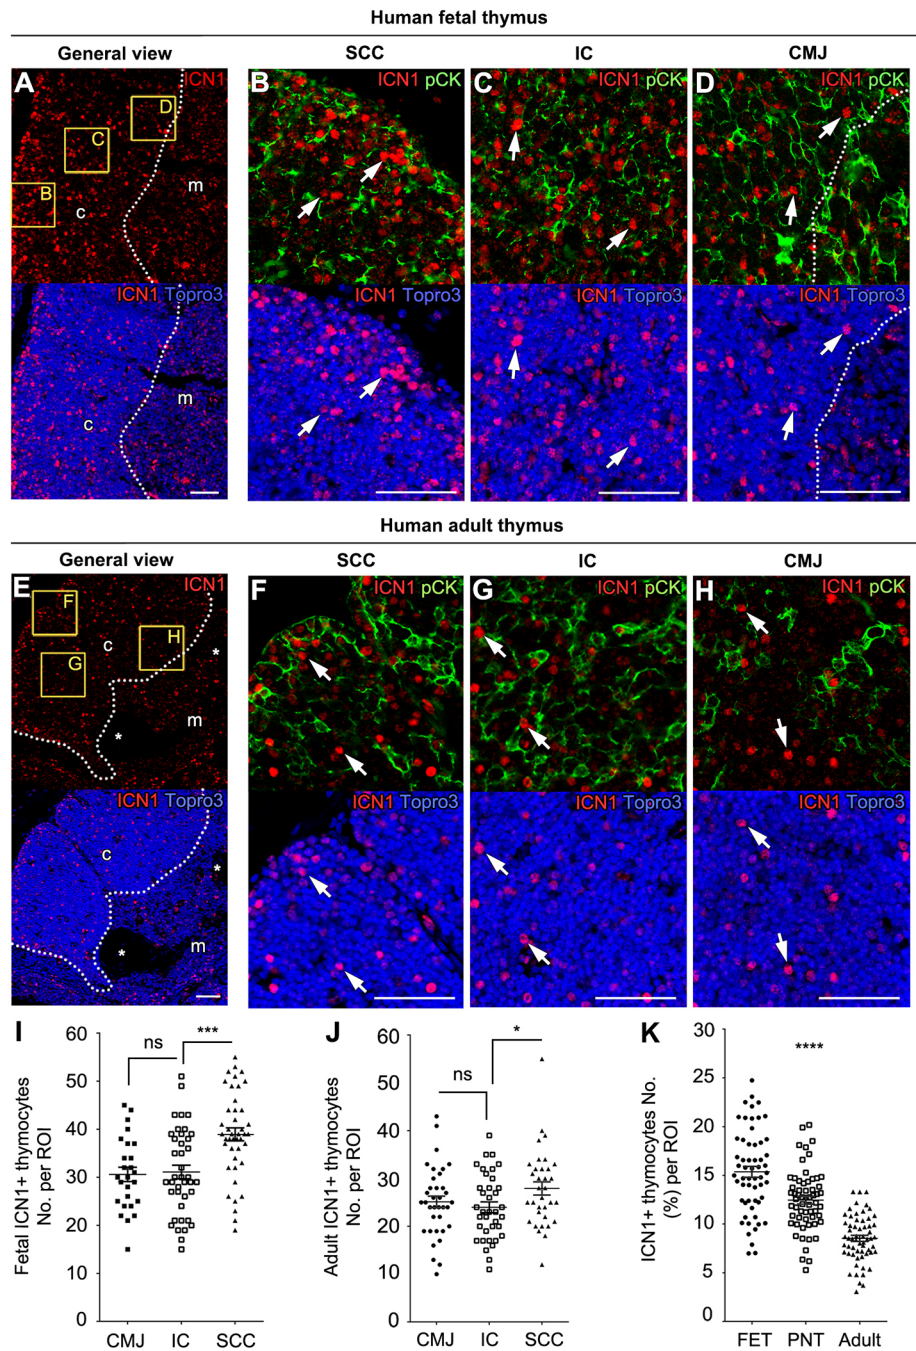 Human fetal thymus
General view
SCC
IC
CMJ
A
ICN1
B
C
D
c
m
ICN1 Topro3
c
m
B
ICN1 pCK
ICN1 Topro3
C
ICN1 pCK
ICN1 Topro3
D
ICN1 pCK
ICN1 Topro3
Human adult thymus
General view
SCC
IC
CMJ
E
ICN1
F
G
H
c
*
*
m
ICN1 Topro3
c
*
*
m
F
ICN1 pCK
ICN1 Topro3
G
ICN1 pCK
ICN1 Topro3
H
ICN1 pCK
ICN1 Topro3
I
Fetal ICN1+ thymocytes
No. per ROI
60
50
40
30
20
10
0
ns
***
CMJ IC SCC
J
Adult ICN1+ thymocytes
No. per ROI
60
50
40
30
20
10
0
ns
*
CMJ IC SCC
K
ICN1+ thymocytes No.
(%) per ROI
30
25
20
15
10
5
0
****
FET PNT Adult